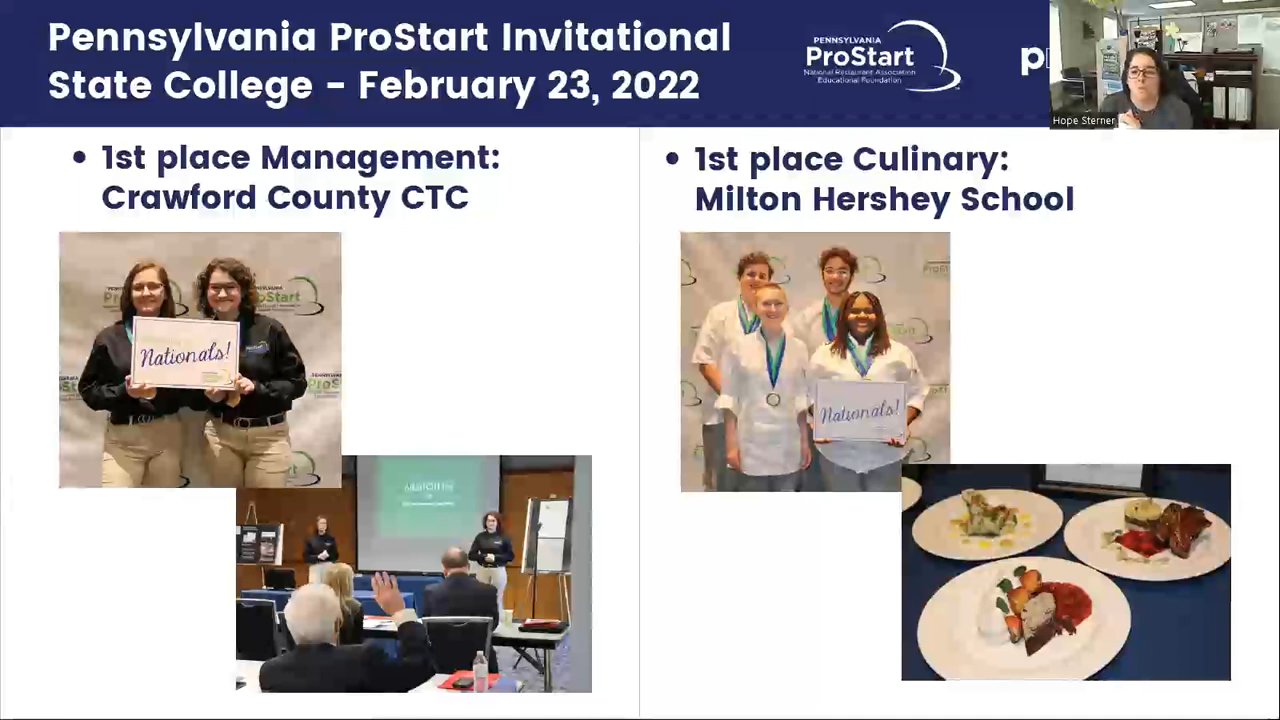 Pennsylvania ProStart Invitational
State College - February 23, 2022
PENNSYLVANIA
ProStart
National Restaurant Association
Educational Foundation
p
Hope Sterner
• 1st place Management:
Crawford County CTC
• 1st place Culinary:
Milton Hershey School
Nationals!
Nationals!